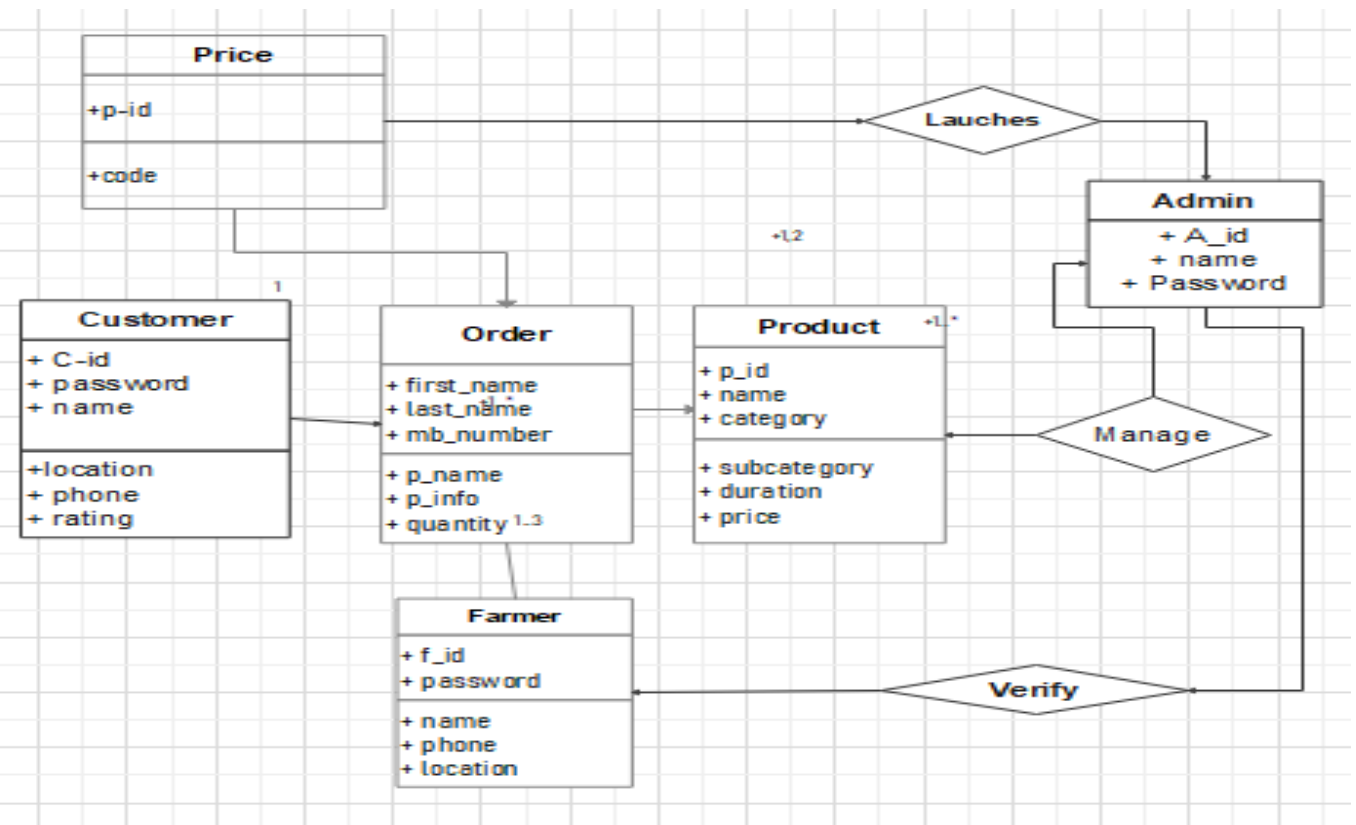 Price
+p-id
+code
Lauches
Admin
+ A_id
+ name
+ Password
+1,2
1
Customer
+ C-id
+ password
+ name
+location
+ phone
+ rating
Order
+ first_name
+ last_name
+ mb_number
+ p_name
+ p_info
+ quantity 1..3
Product
+1..*
+ p_id
+ name
+ category
+ subcategory
+ duration
+ price
Manage
Farmer
+ f_id
+ password
+ name
+ phone
+ location
Verify